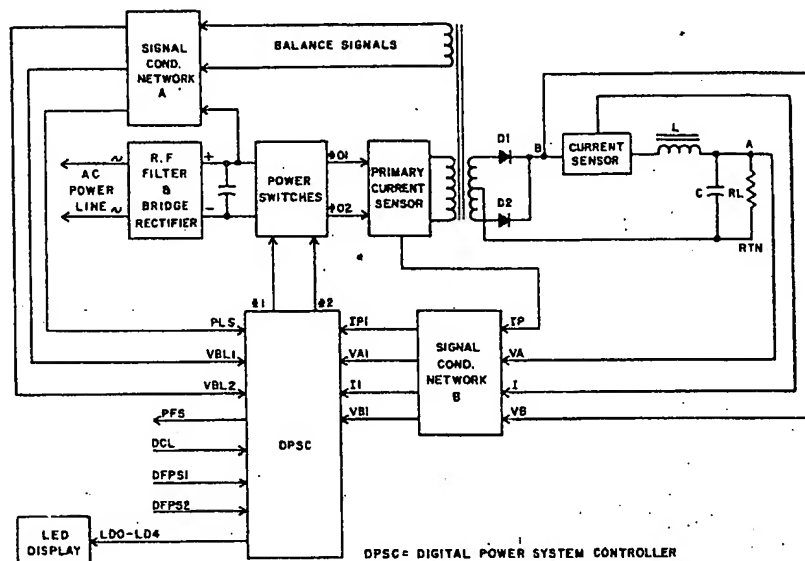 SIGNAL
COND.
NETWORK
A
BALANCE SIGNALS
AC
POWER
LINE
~
~
R.F
FILTER
&
BRIDGE
RECTIFIER
+
-
POWER
SWITCHES
ΦO1
ΦO2
PRIMARY
CURRENT
SENSOR
D1
D2
B
CURRENT
SENSOR
L
A
C
RL
RTN
Φ1
Φ2
PLS
VBL1
VBL2
PFS
DCL
DFPS1
DFPS2
LD0-LD4
LED
DISPLAY
DPSC
IP1
VA1
I1
VB1
SIGNAL
COND.
NETWORK
B
IP
VA
I
VB
DPSC= DIGITAL POWER SYSTEM CONTROLLER